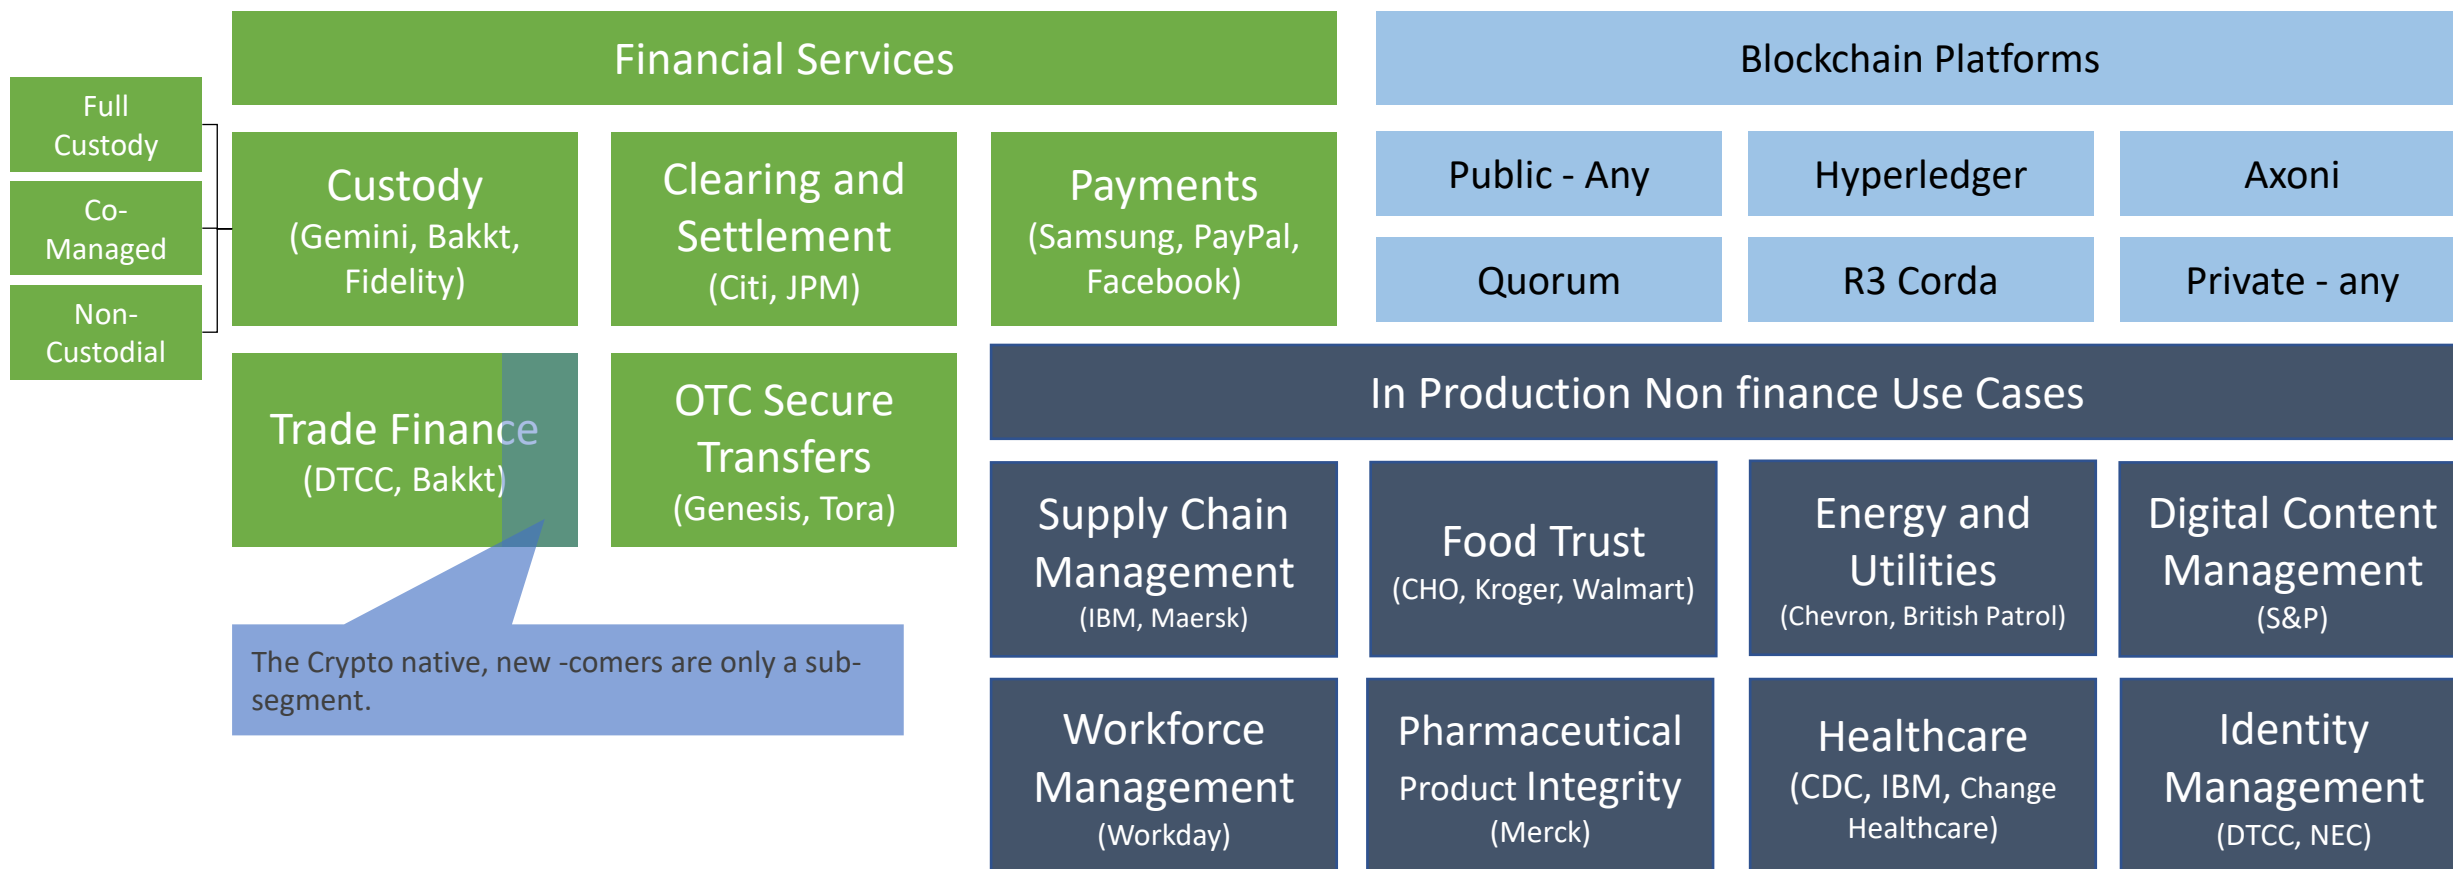 Financial Services
Blockchain Platforms
Full
Custody
Co-
Managed
Non-
Custodial
Custody
(Gemini, Bakkt,
Fidelity)
Clearing and
Settlement
(Citi, JPM)
Payments
(Samsung, PayPal,
Facebook)
Public - Any
Hyperledger
Axoni
Quorum
R3 Corda
Private - any
Trade Finance
(DTCC, Bakkt)
OTC Secure
Transfers
(Genesis, Tora)
The Crypto native, new -comers are only a sub-
segment.
In Production Non finance Use Cases
Supply Chain
Management
(IBM, Maersk)
Food Trust
(CHO, Kroger, Walmart)
Energy and
Utilities
(Chevron, British Patrol)
Digital Content
Management
(S&P)
Workforce
Management
(Workday)
Pharmaceutical
Product Integrity
(Merck)
Healthcare
(CDC, IBM, Change
Healthcare)
Identity
Management
(DTCC, NEC)